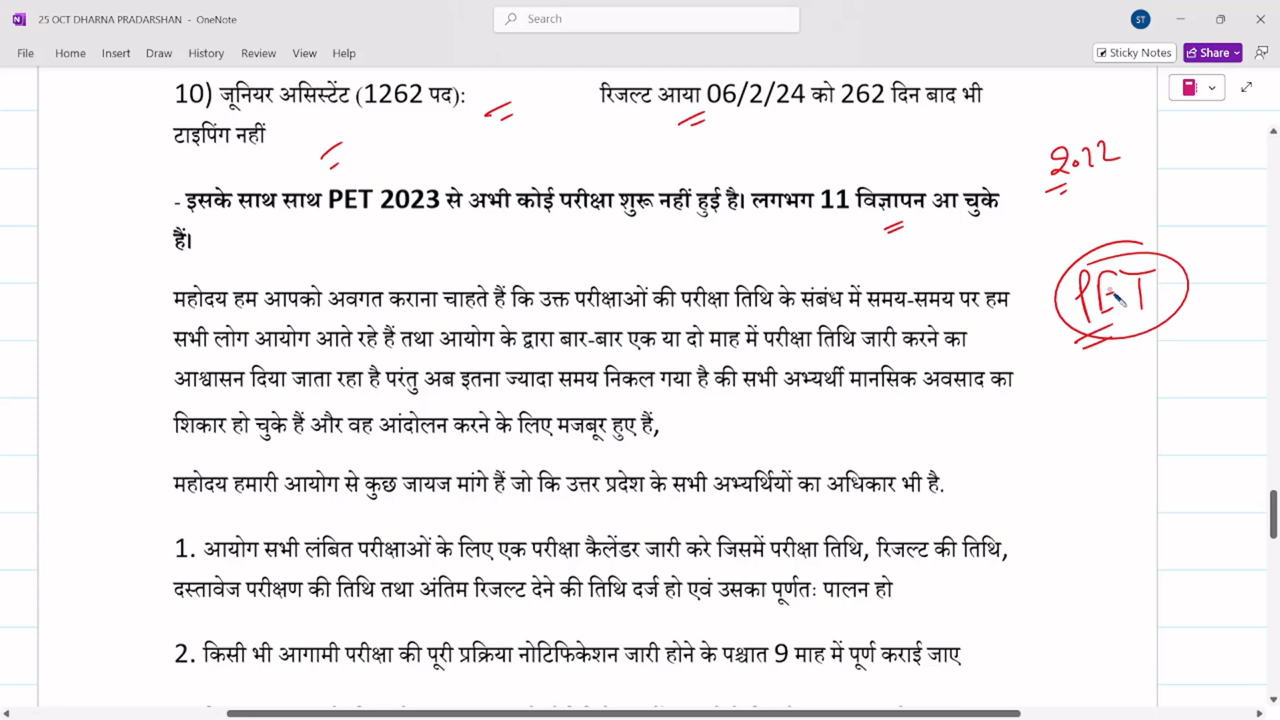 25 OCT DHARNA PRADARSHAN - OneNote
Search
ST
File Home Insert Draw History Review View Help
Sticky Notes
Share
10) जूनियर असिस्टेंट (1262 पद): रिजल्ट आया 06/2/24 को 262 दिन बाद भी
टाइपिंग नहीं
2022
- इसके साथ साथ PET 2023 से अभी कोई परीक्षा शुरू नहीं हुई है। लगभग 11 विज्ञापन आ चुके
हैं।
PET
महोदय हम आपको अवगत कराना चाहते हैं कि उक्त परीक्षाओं की परीक्षा तिथि के संबंध में समय-समय पर हम
सभी लोग आयोग आते रहे हैं तथा आयोग के द्वारा बार-बार एक या दो माह में परीक्षा तिथि जारी करने का
आश्वासन दिया जाता रहा है परंतु अब इतना ज्यादा समय निकल गया है की सभी अभ्यर्थी मानसिक अवसाद का
शिकार हो चुके हैं और वह आंदोलन करने के लिए मजबूर हुए हैं,
महोदय हमारी आयोग से कुछ जायज मांगे हैं जो कि उत्तर प्रदेश के सभी अभ्यर्थियों का अधिकार भी है.
1. आयोग सभी लंबित परीक्षाओं के लिए एक परीक्षा कैलेंडर जारी करे जिसमें परीक्षा तिथि, रिजल्ट की तिथि,
दस्तावेज परीक्षण की तिथि तथा अंतिम रिजल्ट देने की तिथि दर्ज हो एवं उसका पूर्णतः पालन हो
2. किसी भी आगामी परीक्षा की पूरी प्रक्रिया नोटिफिकेशन जारी होने के पश्चात 9 माह में पूर्ण कराई जाए